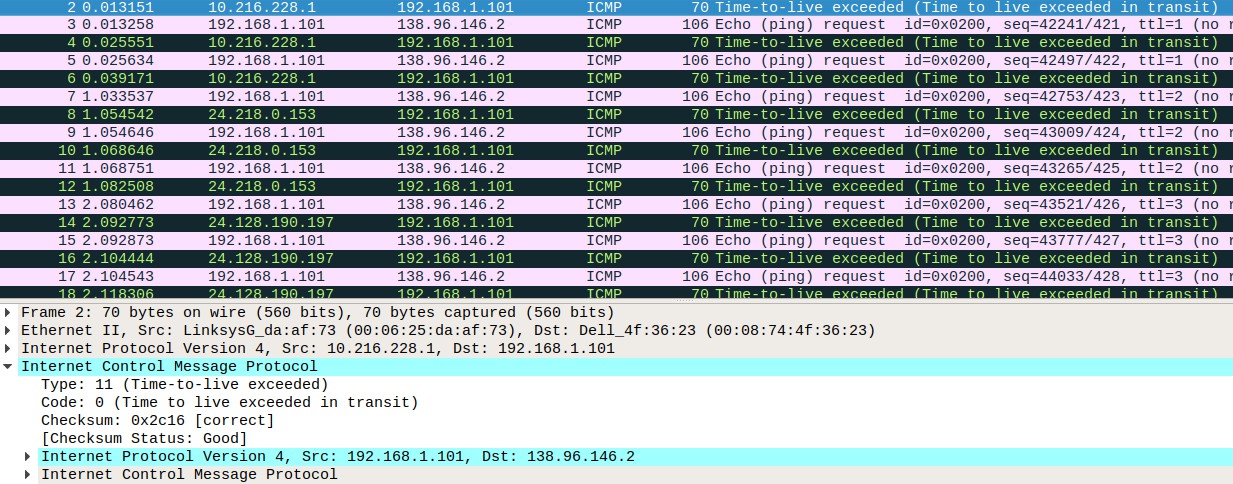 2 0.013151 10.216.228.1 192.168.1.101 ICMP 70 Time-to-live exceeded (Time to live exceeded in transit)
3 0.013258 192.168.1.101 138.96.146.2 ICMP 106 Echo (ping) request id=0x0200, seq=42241/421, ttl=1 (no
4 0.025551 10.216.228.1 192.168.1.101 ICMP 70 Time-to-live exceeded (Time to live exceeded in transit)
5 0.025634 192.168.1.101 138.96.146.2 ICMP 106 Echo (ping) request id=0x0200, seq=42497/422, ttl=1 (no
6 0.039171 10.216.228.1 192.168.1.101 ICMP 70 Time-to-live exceeded (Time to live exceeded in transit)
7 1.033537 192.168.1.101 138.96.146.2 ICMP 106 Echo (ping) request id=0x0200, seq=42753/423, ttl=2 (no
8 1.054542 24.218.0.153 192.168.1.101 ICMP 70 Time-to-live exceeded (Time to live exceeded in transit)
9 1.054646 192.168.1.101 138.96.146.2 ICMP 106 Echo (ping) request id=0x0200, seq=43009/424, ttl=2 (no
10 1.068646 24.218.0.153 192.168.1.101 ICMP 70 Time-to-live exceeded (Time to live exceeded in transit)
11 1.068751 192.168.1.101 138.96.146.2 ICMP 106 Echo (ping) request id=0x0200, seq=43265/425, ttl=2 (no
12 1.082508 24.218.0.153 192.168.1.101 ICMP 70 Time-to-live exceeded (Time to live exceeded in transit)
13 2.080462 192.168.1.101 138.96.146.2 ICMP 106 Echo (ping) request id=0x0200, seq=43521/426, ttl=3 (no
14 2.092773 24.128.190.197 192.168.1.101 ICMP 70 Time-to-live exceeded (Time to live exceeded in transit)
15 2.092873 192.168.1.101 138.96.146.2 ICMP 106 Echo (ping) request id=0x0200, seq=43777/427, ttl=3 (no
16 2.104444 24.128.190.197 192.168.1.101 ICMP 70 Time-to-live exceeded (Time to live exceeded in transit)
17 2.104543 192.168.1.101 138.96.146.2 ICMP 106 Echo (ping) request id=0x0200, seq=44033/428, ttl=3 (no
18 2.118306 24.128.190.197 192.168.1.101 ICMP 70 Time-to-live exceeded (Time to live exceeded in transit)
Frame 2: 70 bytes on wire (560 bits), 70 bytes captured (560 bits)
Ethernet II, Src: LinksysG_da:af:73 (00:06:25:da:af:73), Dst: Dell_4f:36:23 (00:08:74:4f:36:23)
Internet Protocol Version 4, Src: 10.216.228.1, Dst: 192.168.1.101
Internet Control Message Protocol
Type: 11 (Time-to-live exceeded)
Code: 0 (Time to live exceeded in transit)
Checksum: 0x2c16 [correct]
[Checksum Status: Good]
Internet Protocol Version 4, Src: 192.168.1.101, Dst: 138.96.146.2
Internet Control Message Protocol